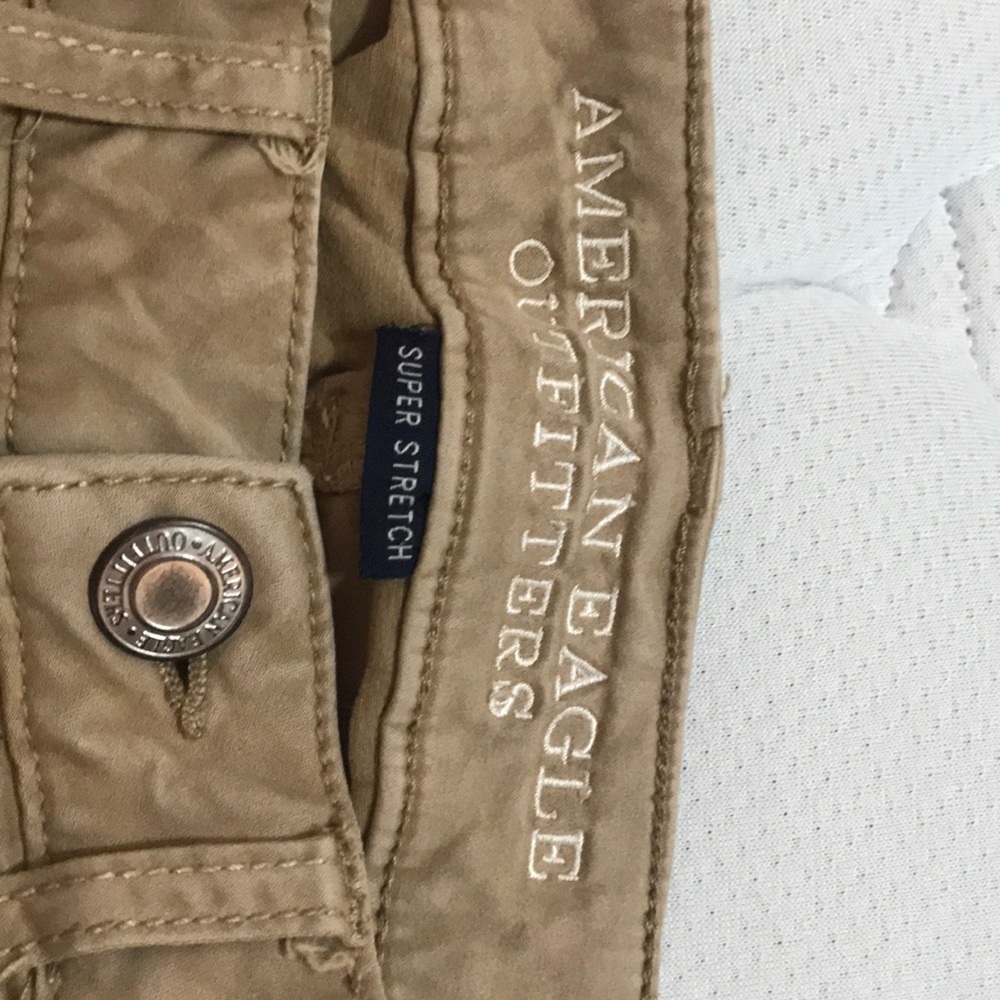 AMERICAN EAGLE
OUTFITTERS
SUPER STRETCH
AMERICAN EAGLE • OUTFITTERS •